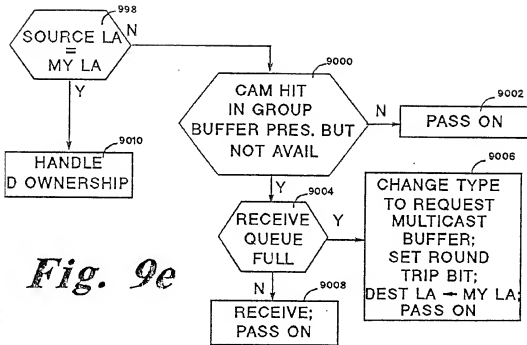 998
SOURCE LA
=
MY LA
N
Y
9010
HANDLE
D OWNERSHIP
9000
CAM HIT
IN GROUP
BUFFER PRES. BUT
NOT AVAIL
N
9002
PASS ON
Y
9004
RECEIVE
QUEUE
FULL
Y
N
9006
CHANGE TYPE
TO REQUEST
MULTICAST
BUFFER;
SET ROUND
TRIP BIT;
DEST LA ← MY LA;
PASS ON
9008
RECEIVE;
PASS ON
Fig. 9e